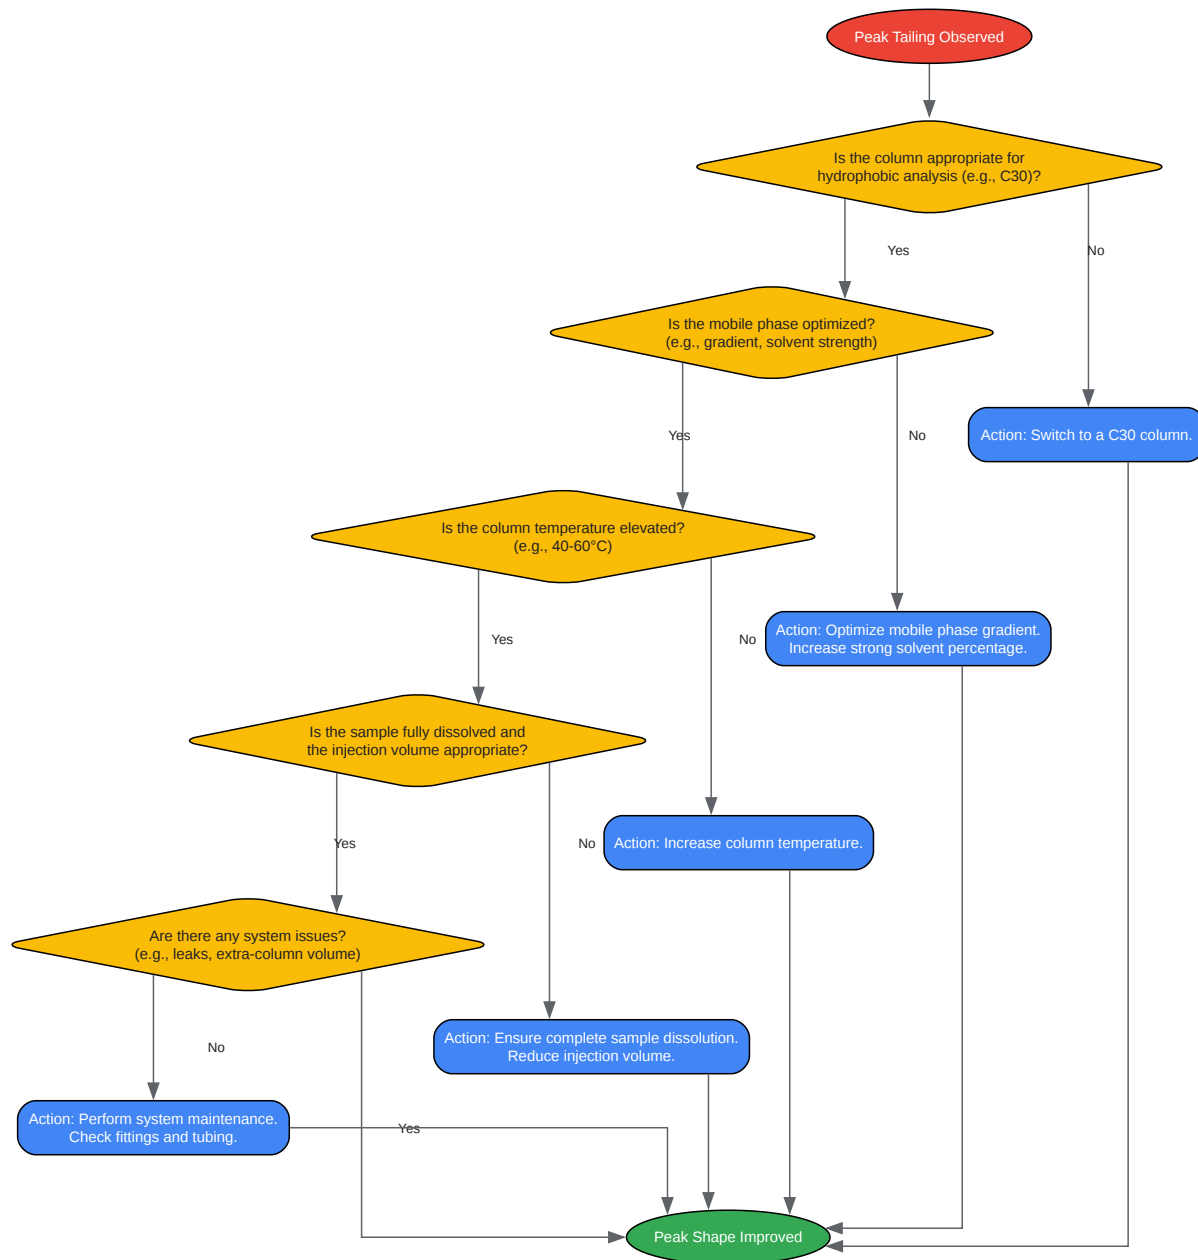 Peak Tailing Observed
Is the column appropriate for
hydrophobic analysis (e.g., C30)?
Yes
No
Is the mobile phase optimized?
(e.g., gradient, solvent strength)
Yes
No
Action: Switch to a C30 column.
Is the column temperature elevated?
(e.g., 40-60°C)
Yes
No
Action: Optimize mobile phase gradient.
Increase strong solvent percentage.
Is the sample fully dissolved and
the injection volume appropriate?
Yes
No
Action: Increase column temperature.
Are there any system issues?
(e.g., leaks, extra-column volume)
No
Action: Ensure complete sample dissolution.
Reduce injection volume.
Action: Perform system maintenance.
Check fittings and tubing.
Yes
Peak Shape Improved